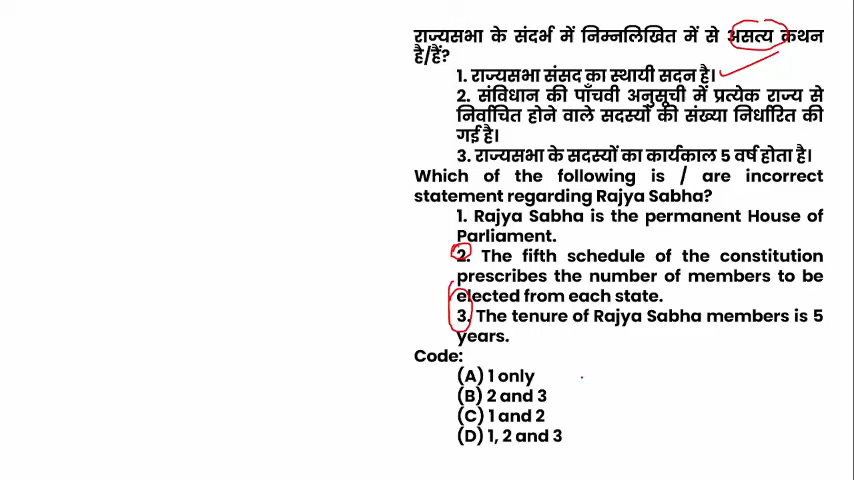 राज्यसभा के संदर्भ में निम्नलिखित में से असत्य कथन
है/हैं?
1. राज्यसभा संसद का स्थायी सदन है।
2. संविधान की पाँचवी अनुसूची में प्रत्येक राज्य से
निर्वाचित होने वाले सदस्यों की संख्या निर्धारित की
गई है।
3. राज्यसभा के सदस्यों का कार्यकाल 5 वर्ष होता है।
Which of the following is / are incorrect
statement regarding Rajya Sabha?
1. Rajya Sabha is the permanent House of
Parliament.
2. The fifth schedule of the constitution
prescribes the number of members to be
elected from each state.
3. The tenure of Rajya Sabha members is 5
years.
Code:
(A) 1 only
(B) 2 and 3
(C) 1 and 2
(D) 1, 2 and 3